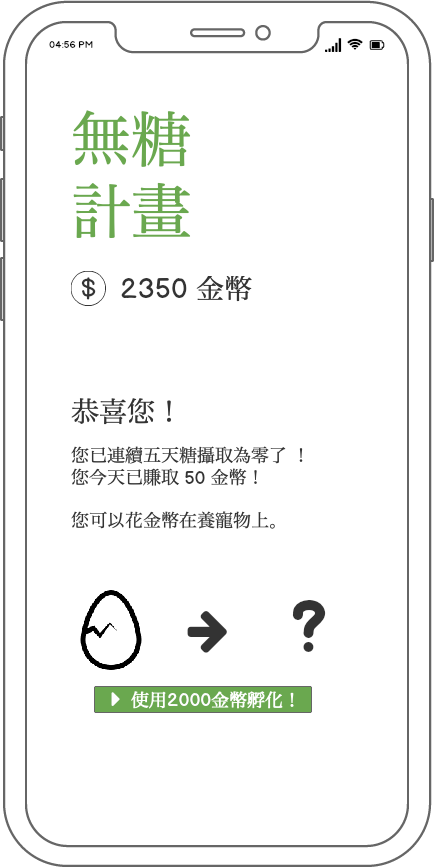 04:56 PM
無糖
計畫
$ 2350 金幣
恭喜您！
您已連續五天糖攝取為零了 ！
您今天已賺取 50 金幣！
您可以花金幣在養寵物上。
?
使用2000金幣孵化！